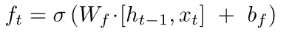 f_t = σ (W_f·[h_{t−1}, x_t] + b_f)